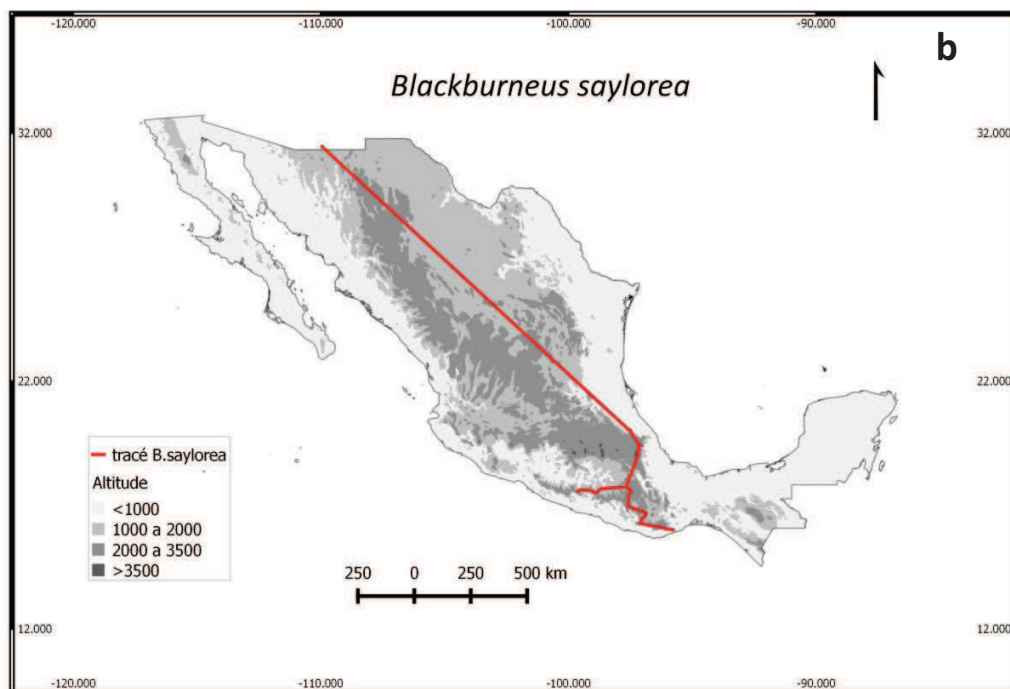 -120.000 -110.000 -100.000 -90.000
b
Blackburneus saylorea
32.000 32.000
22.000 22.000
tracé B.saylorea
Altitude
<1000
1000 a 2000
2000 a 3500
>3500
250 0 250 500 km
12.000 12.000
-120.000 -110.000 -100.000 -90.000